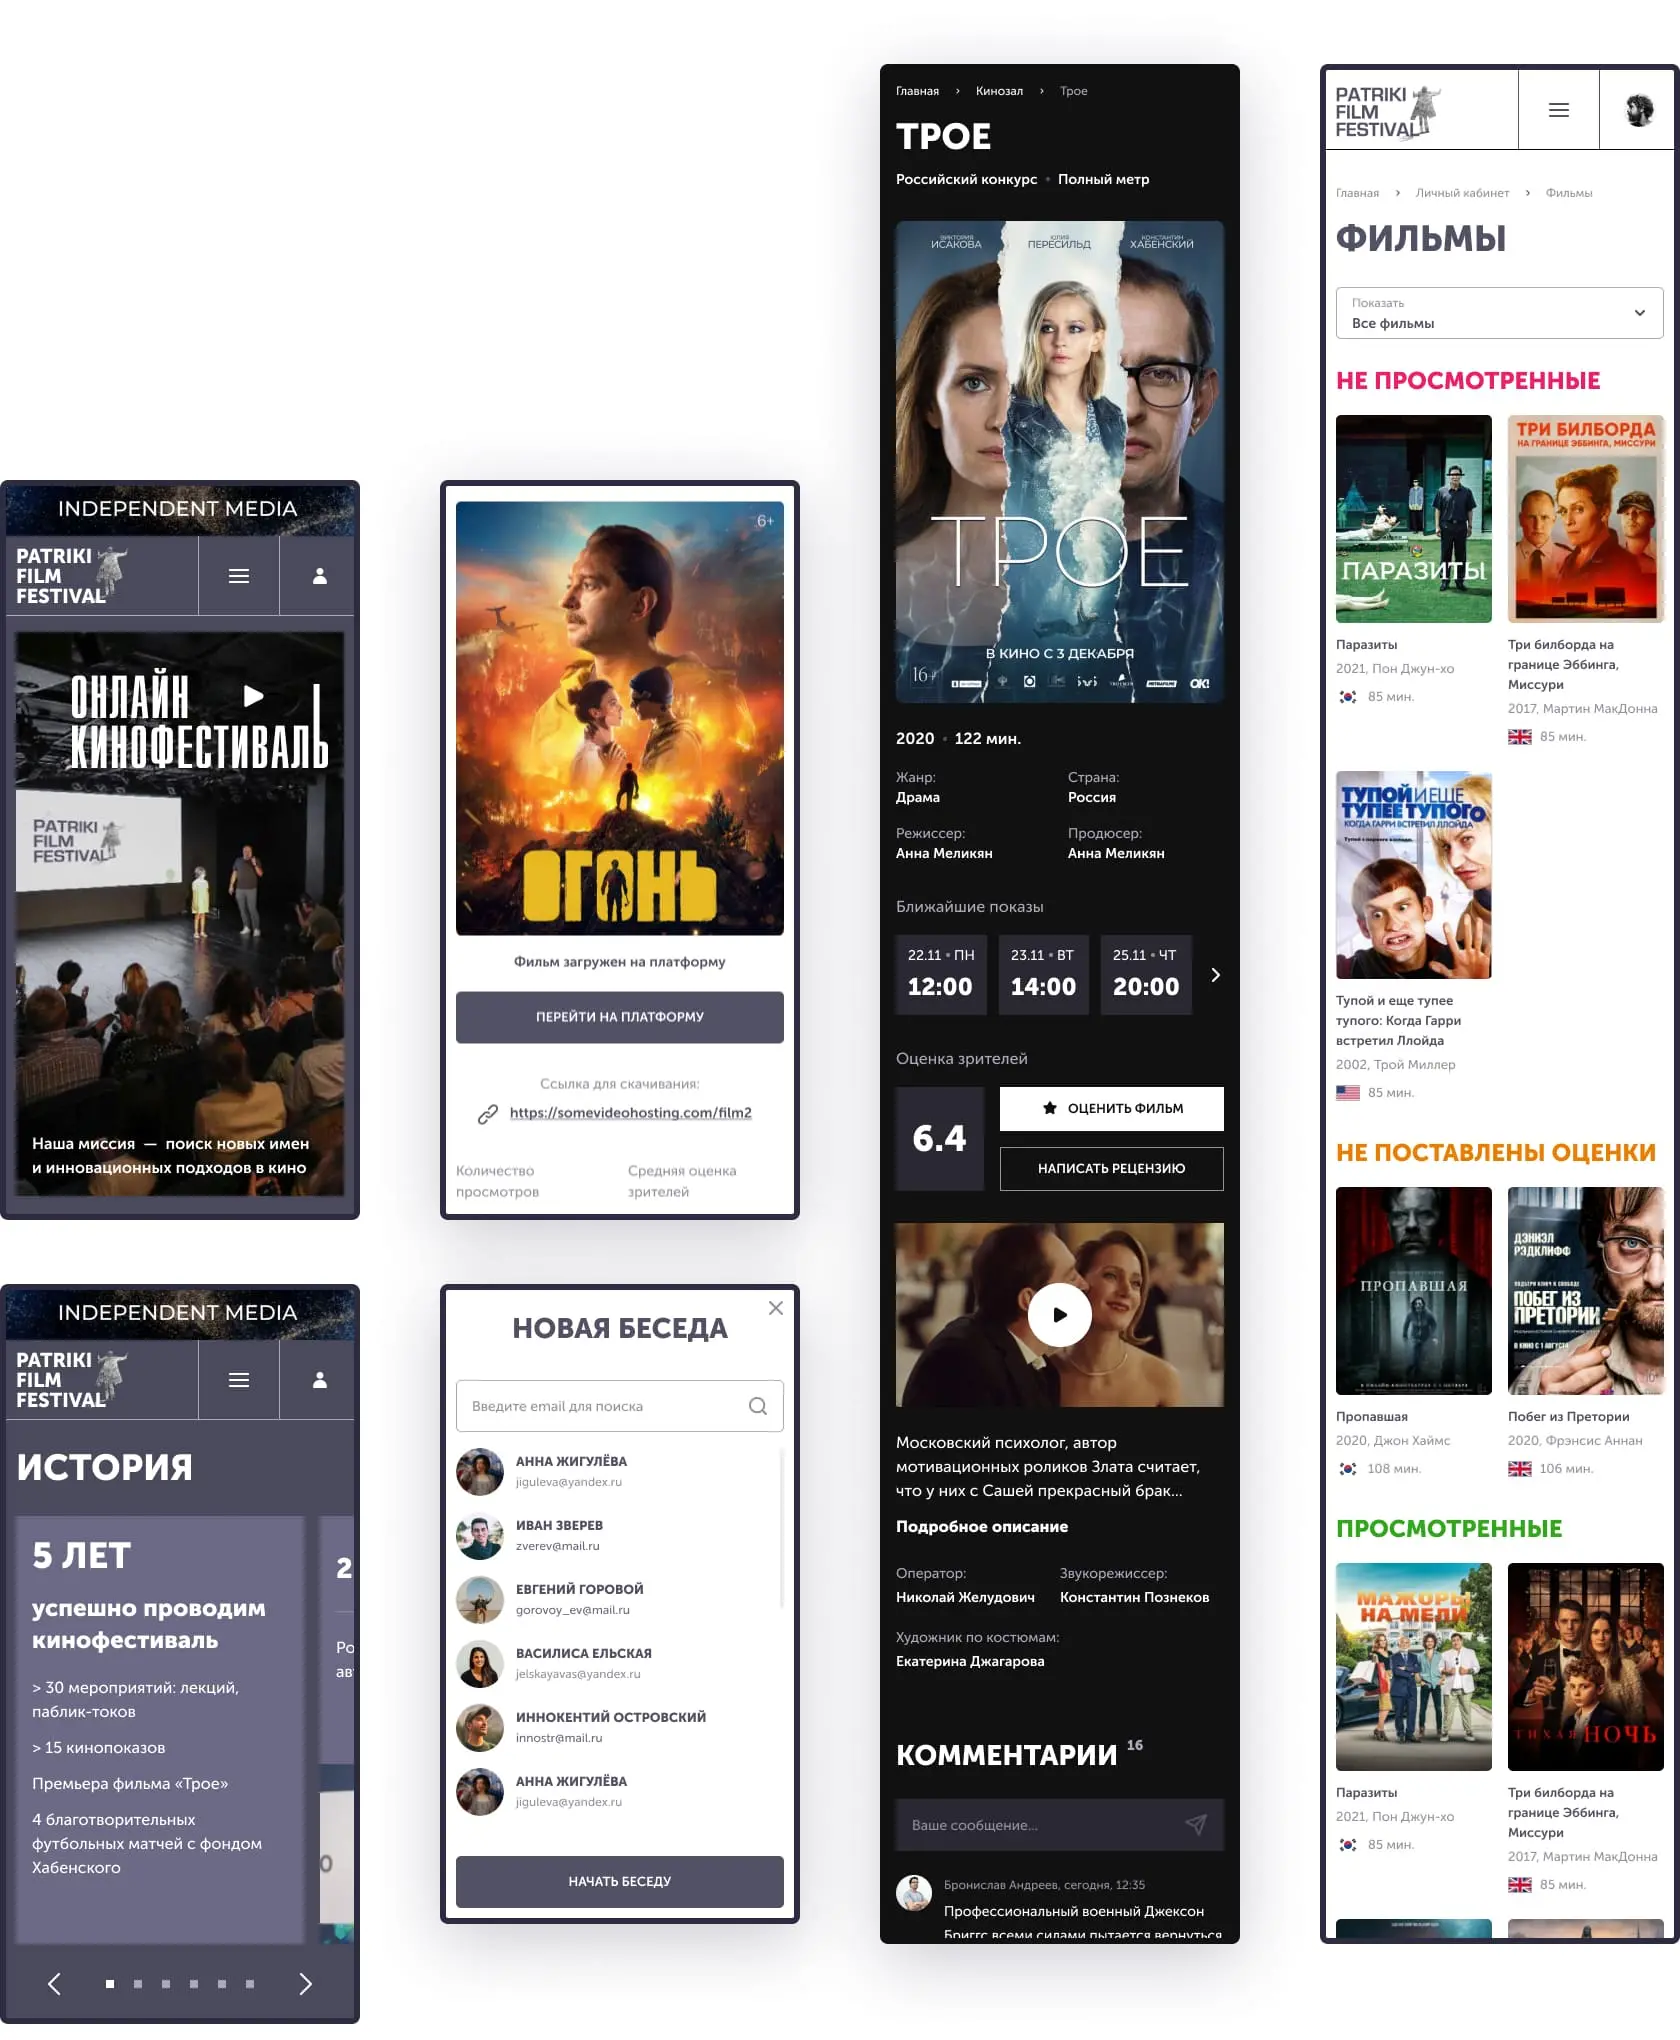 INDEPENDENT MEDIA
PATRIKI
FILM
FESTIVAL
ОНЛАЙН
КИНОФЕСТИВАЛЬ
PATRIKI
FILM
FESTIVAL
Наша миссия — поиск новых имен
и инновационных подходов в кино
INDEPENDENT MEDIA
PATRIKI
FILM
FESTIVAL
ИСТОРИЯ
5 ЛЕТ
успешно проводим
кинофестиваль
> 30 мероприятий: лекций,
паблик-токов
> 15 кинопоказов
Премьера фильма «Трое»
4 благотворительных
футбольных матчей с фондом
Хабенского
2
Ро
ав
6+
ОГОНЬ
Фильм загружен на платформу
ПЕРЕЙТИ НА ПЛАТФОРМУ
Ссылка для скачивания:
https://somevideohosting.com/film2
Количество
просмотров
Средняя оценка
зрителей
НОВАЯ БЕСЕДА
Введите email для поиска
АННА ЖИГУЛЁВА
jiguleva@yandex.ru
ИВАН ЗВЕРЕВ
zverev@mail.ru
ЕВГЕНИЙ ГОРОВОЙ
gorovoy_ev@mail.ru
ВАСИЛИСА ЕЛЬСКАЯ
jelskayavas@yandex.ru
ИННОКЕНТИЙ ОСТРОВСКИЙ
innostr@mail.ru
АННА ЖИГУЛЁВА
jiguleva@yandex.ru
НАЧАТЬ БЕСЕДУ
Главная › Кинозал › Трое
ТРОЕ
Российский конкурс • Полный метр
ВИКТОРИЯ
ИСАКОВА
ЮЛИЯ
ПЕРЕСИЛЬД
КОНСТАНТИН
ХАБЕНСКИЙ
ТРОЕ
В КИНО С 3 ДЕКАБРЯ
16+
OK!
2020 • 122 мин.
Жанр:
Драма
Страна:
Россия
Режиссер:
Анна Меликян
Продюсер:
Анна Меликян
Ближайшие показы
22.11 • ПН
12:00
23.11 • ВТ
14:00
25.11 • ЧТ
20:00
Оценка зрителей
6.4
ОЦЕНИТЬ ФИЛЬМ
НАПИСАТЬ РЕЦЕНЗИЮ
Московский психолог, автор
мотивационных роликов Злата считает,
что у них с Сашей прекрасный брак...
Подробное описание
Оператор:
Николай Желудович
Звукорежиссер:
Константин Познеков
Художник по костюмам:
Екатерина Джагарова
КОММЕНТАРИИ 16
Ваше сообщение...
Бронислав Андреев, сегодня, 12:35
Профессиональный военный Джексон
Бриггс всеми силами пытается вернуться
PATRIKI
FILM
FESTIVAL
Главная › Личный кабинет › Фильмы
ФИЛЬМЫ
Показать
Все фильмы
НЕ ПРОСМОТРЕННЫЕ
ПАРАЗИТЫ
Паразиты
2021, Пон Джун-хо
85 мин.
ТРИ БИЛБОРДА
НА ГРАНИЦЕ ЭББИНГА, МИССУРИ
Три билборда на
границе Эббинга,
Миссури
2017, Мартин МакДонна
85 мин.
ТУПОЙ И ЕЩЕ
ТУПЕЕ ТУПОГО
КОГДА ГАРРИ ВСТРЕТИЛ ЛЛОЙДА
Тупой и еще тупее
тупого: Когда Гарри
встретил Ллойда
2002, Трой Миллер
85 мин.
НЕ ПОСТАВЛЕНЫ ОЦЕНКИ
ПРОПАВШАЯ
Пропавшая
2020, Джон Хаймс
108 мин.
ДЭНИЭЛ
РЭДКЛИФФ
ПОБЕГ ИЗ
ПРЕТОРИИ
В КИНО С 1 АВГУСТА
Побег из Претории
2020, Фрэнсис Аннан
106 мин.
ПРОСМОТРЕННЫЕ
МАЖОРЫ
НА МЕЛИ
Паразиты
2021, Пон Джун-хо
85 мин.
ТИХАЯ НОЧЬ
Три билборда на
границе Эббинга,
Миссури
2017, Мартин МакДонна
85 мин.